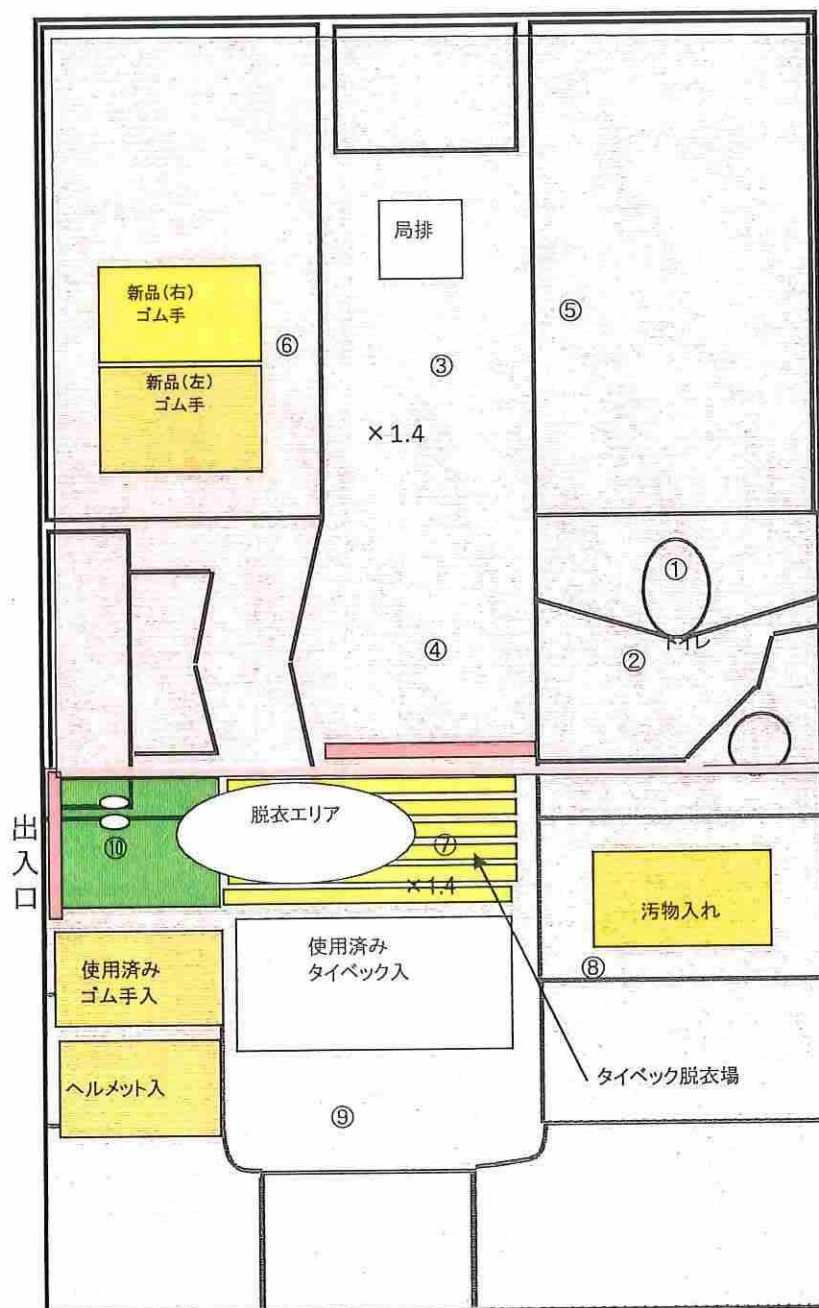 局排
新品(右)
ゴム手
⑤
⑥
③
新品(左)
ゴム手
×1.4
①
トイレ
④
②
出入口
脱衣エリア
⑦
⑩
×1.4
汚物入れ
使用済み
ゴム手入
使用済み
タイベック入
⑧
ヘルメット入
タイベック脱衣場
⑨